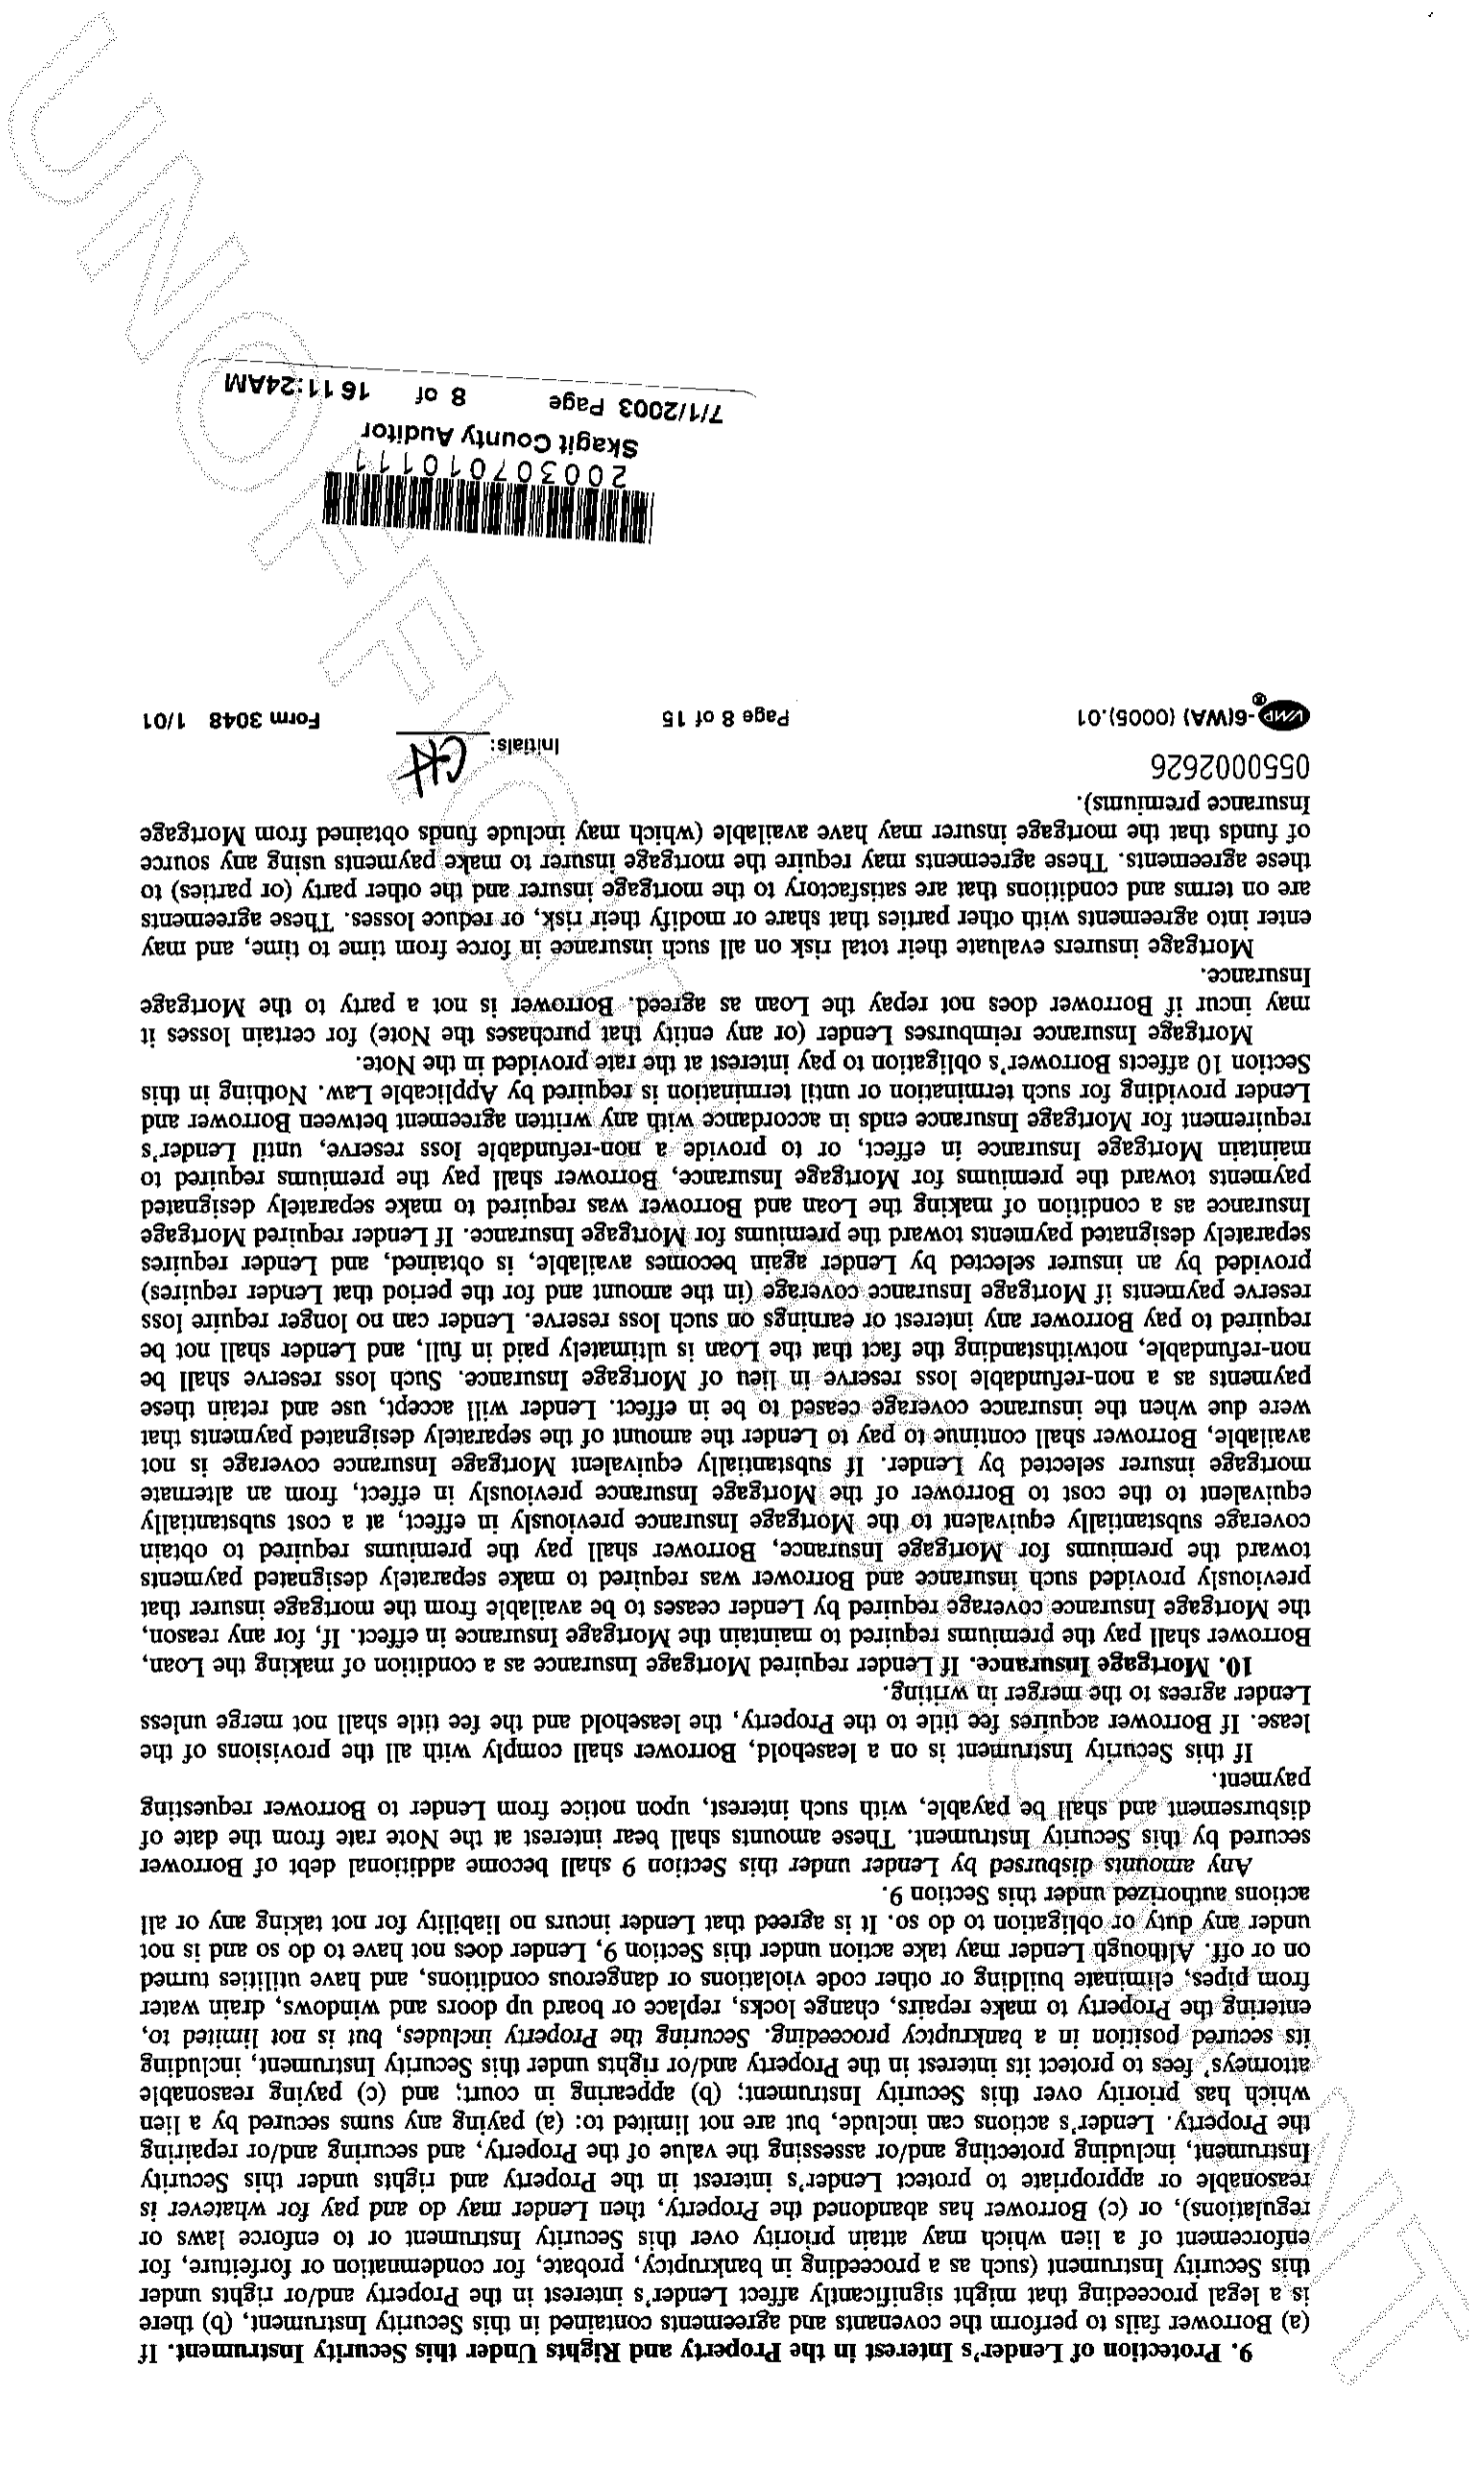 9. Protection of Lender's Interest in the Property and Rights Under this Security Instrument. If
(a) Borrower fails to perform the covenants and agreements contained in this Security Instrument, (b) there
is a legal proceeding that might significantly affect Lender's interest in the Property and/or rights under
this Security Instrument (such as a proceeding in bankruptcy, probate, for condemnation or forfeiture, for
enforcement of a lien which may attain priority over this Security Instrument or to enforce laws or
regulations), or (c) Borrower has abandoned the Property, then Lender may do and pay for whatever is
reasonable or appropriate to protect Lender's interest in the Property and rights under this Security
Instrument, including protecting and/or assessing the value of the Property, and securing and/or repairing
the Property. Lender's actions can include, but are not limited to: (a) paying any sums secured by a lien
which has priority over this Security Instrument; (b) appearing in court; and (c) paying reasonable
attorneys' fees to protect its interest in the Property and/or rights under this Security Instrument, including
its secured position in a bankruptcy proceeding. Securing the Property includes, but is not limited to,
entering the Property to make repairs, change locks, replace or board up doors and windows, drain water
from pipes, eliminate building or other code violations or dangerous conditions, and have utilities turned
on or off. Although Lender may take action under this Section 9, Lender does not have to do so and is not
under any duty or obligation to do so. It is agreed that Lender incurs no liability for not taking any or all
actions authorized under this Section 9.
Any amounts disbursed by Lender under this Section 9 shall become additional debt of Borrower
secured by this Security Instrument. These amounts shall bear interest at the Note rate from the date of
disbursement and shall be payable, with such interest, upon notice from Lender to Borrower requesting
payment.
If this Security Instrument is on a leasehold, Borrower shall comply with all the provisions of the
lease. If Borrower acquires fee title to the Property, the leasehold and the fee title shall not merge unless
Lender agrees to the merger in writing.
10. Mortgage Insurance. If Lender required Mortgage Insurance as a condition of making the Loan,
Borrower shall pay the premiums required to maintain the Mortgage Insurance in effect. If, for any reason,
the Mortgage Insurance coverage required by Lender ceases to be available from the mortgage insurer that
previously provided such insurance and Borrower was required to make separately designated payments
toward the premiums for Mortgage Insurance, Borrower shall pay the premiums required to obtain
coverage substantially equivalent to the Mortgage Insurance previously in effect, at a cost substantially
equivalent to the cost to Borrower of the Mortgage Insurance previously in effect, from an alternate
mortgage insurer selected by Lender. If substantially equivalent Mortgage Insurance coverage is not
available, Borrower shall continue to pay to Lender the amount of the separately designated payments that
were due when the insurance coverage ceased to be in effect. Lender will accept, use and retain these
payments as a non-refundable loss reserve in lieu of Mortgage Insurance. Such loss reserve shall be
non-refundable, notwithstanding the fact that the Loan is ultimately paid in full, and Lender shall not be
required to pay Borrower any interest or earnings on such loss reserve. Lender can no longer require loss
reserve payments if Mortgage Insurance coverage (in the amount and for the period that Lender requires)
provided by an insurer selected by Lender again becomes available, is obtained, and Lender requires
separately designated payments toward the premiums for Mortgage Insurance. If Lender required Mortgage
Insurance as a condition of making the Loan and Borrower was required to make separately designated
payments toward the premiums for Mortgage Insurance, Borrower shall pay the premiums required to
maintain Mortgage Insurance in effect, or to provide a non-refundable loss reserve, until Lender's
requirement for Mortgage Insurance ends in accordance with any written agreement between Borrower and
Lender providing for such termination or until termination is required by Applicable Law. Nothing in this
Section 10 affects Borrower's obligation to pay interest at the rate provided in the Note.
Mortgage Insurance reimburses Lender (or any entity that purchases the Note) for certain losses it
may incur if Borrower does not repay the Loan as agreed. Borrower is not a party to the Mortgage
Insurance.
Mortgage insurers evaluate their total risk on all such insurance in force from time to time, and may
enter into agreements with other parties that share or modify their risk, or reduce losses. These agreements
are on terms and conditions that are satisfactory to the mortgage insurer and the other party (or parties) to
these agreements. These agreements may require the mortgage insurer to make payments using any source
of funds that the mortgage insurer may have available (which may include funds obtained from Mortgage
Insurance premiums).
0550002626
Initials: CH
VMP®-6(WA) (0005).01 Page 8 of 15 Form 3048 1/01
200307010111
Skagit County Auditor
7/1/2003 Page 8 of 16 11:24AM
UNOFFICIAL DOCUMENT